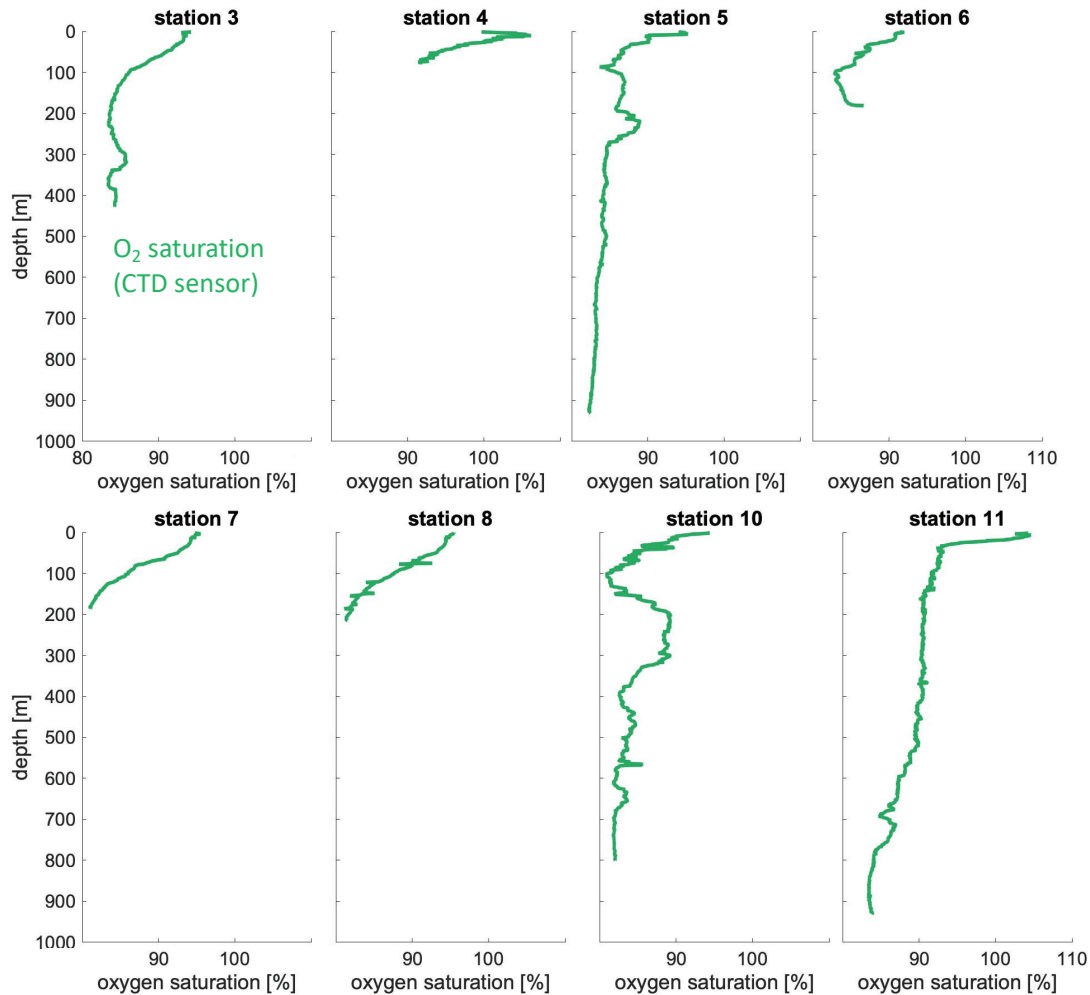 station 3
station 4
station 5
station 6
0
100
200
300
400
500
600
700
800
900
1000
depth [m]
O₂ saturation
(CTD sensor)
80 90 100
90 100
90 100
90 100 110
oxygen saturation [%]
oxygen saturation [%]
oxygen saturation [%]
oxygen saturation [%]
station 7
station 8
station 10
station 11
0
100
200
300
400
500
600
700
800
900
1000
depth [m]
90 100
90 100
90 100
90 100 110
oxygen saturation [%]
oxygen saturation [%]
oxygen saturation [%]
oxygen saturation [%]